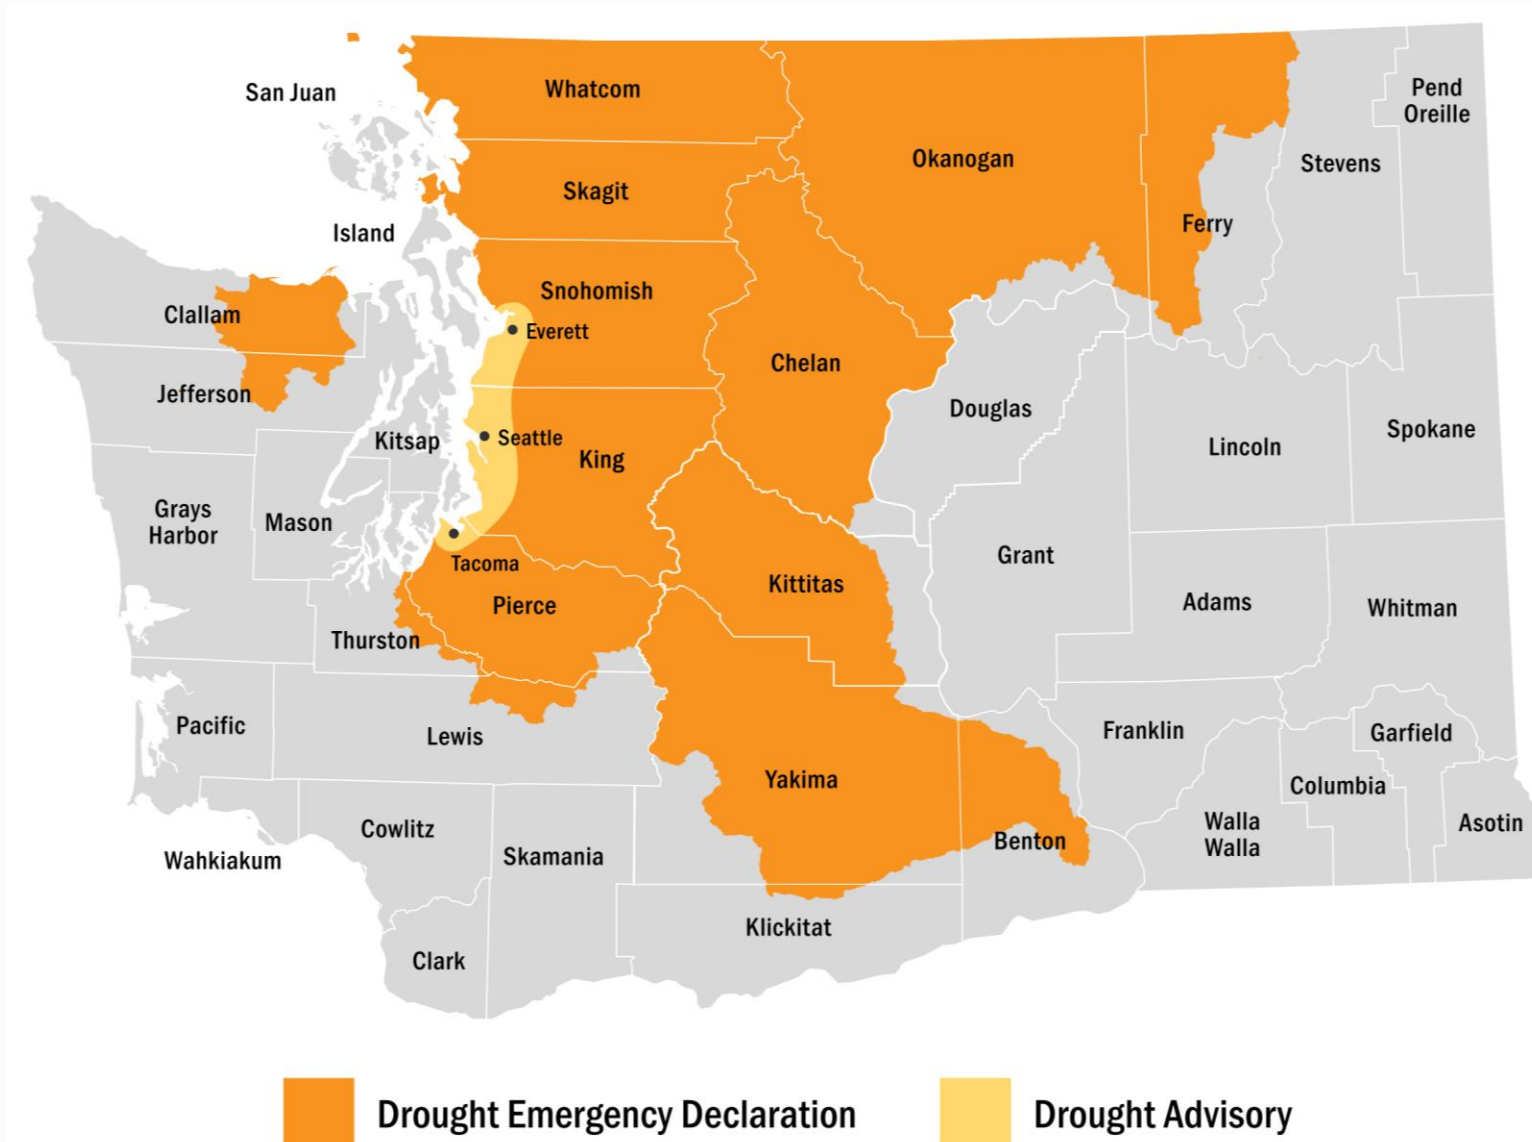 San Juan
Whatcom
Pend
Oreille
Okanogan
Stevens
Skagit
Ferry
Island
Snohomish
Clallam
Everett
Chelan
Jefferson
Douglas
Spokane
Kitsap
Seattle
Lincoln
King
Grays
Harbor
Mason
Grant
Tacoma
Kittitas
Adams
Whitman
Pierce
Thurston
Pacific
Lewis
Franklin
Garfield
Yakima
Columbia
Cowlitz
Benton
Walla
Walla
Asotin
Wahkiakum
Skamania
Klickitat
Clark
Drought Emergency Declaration
Drought Advisory